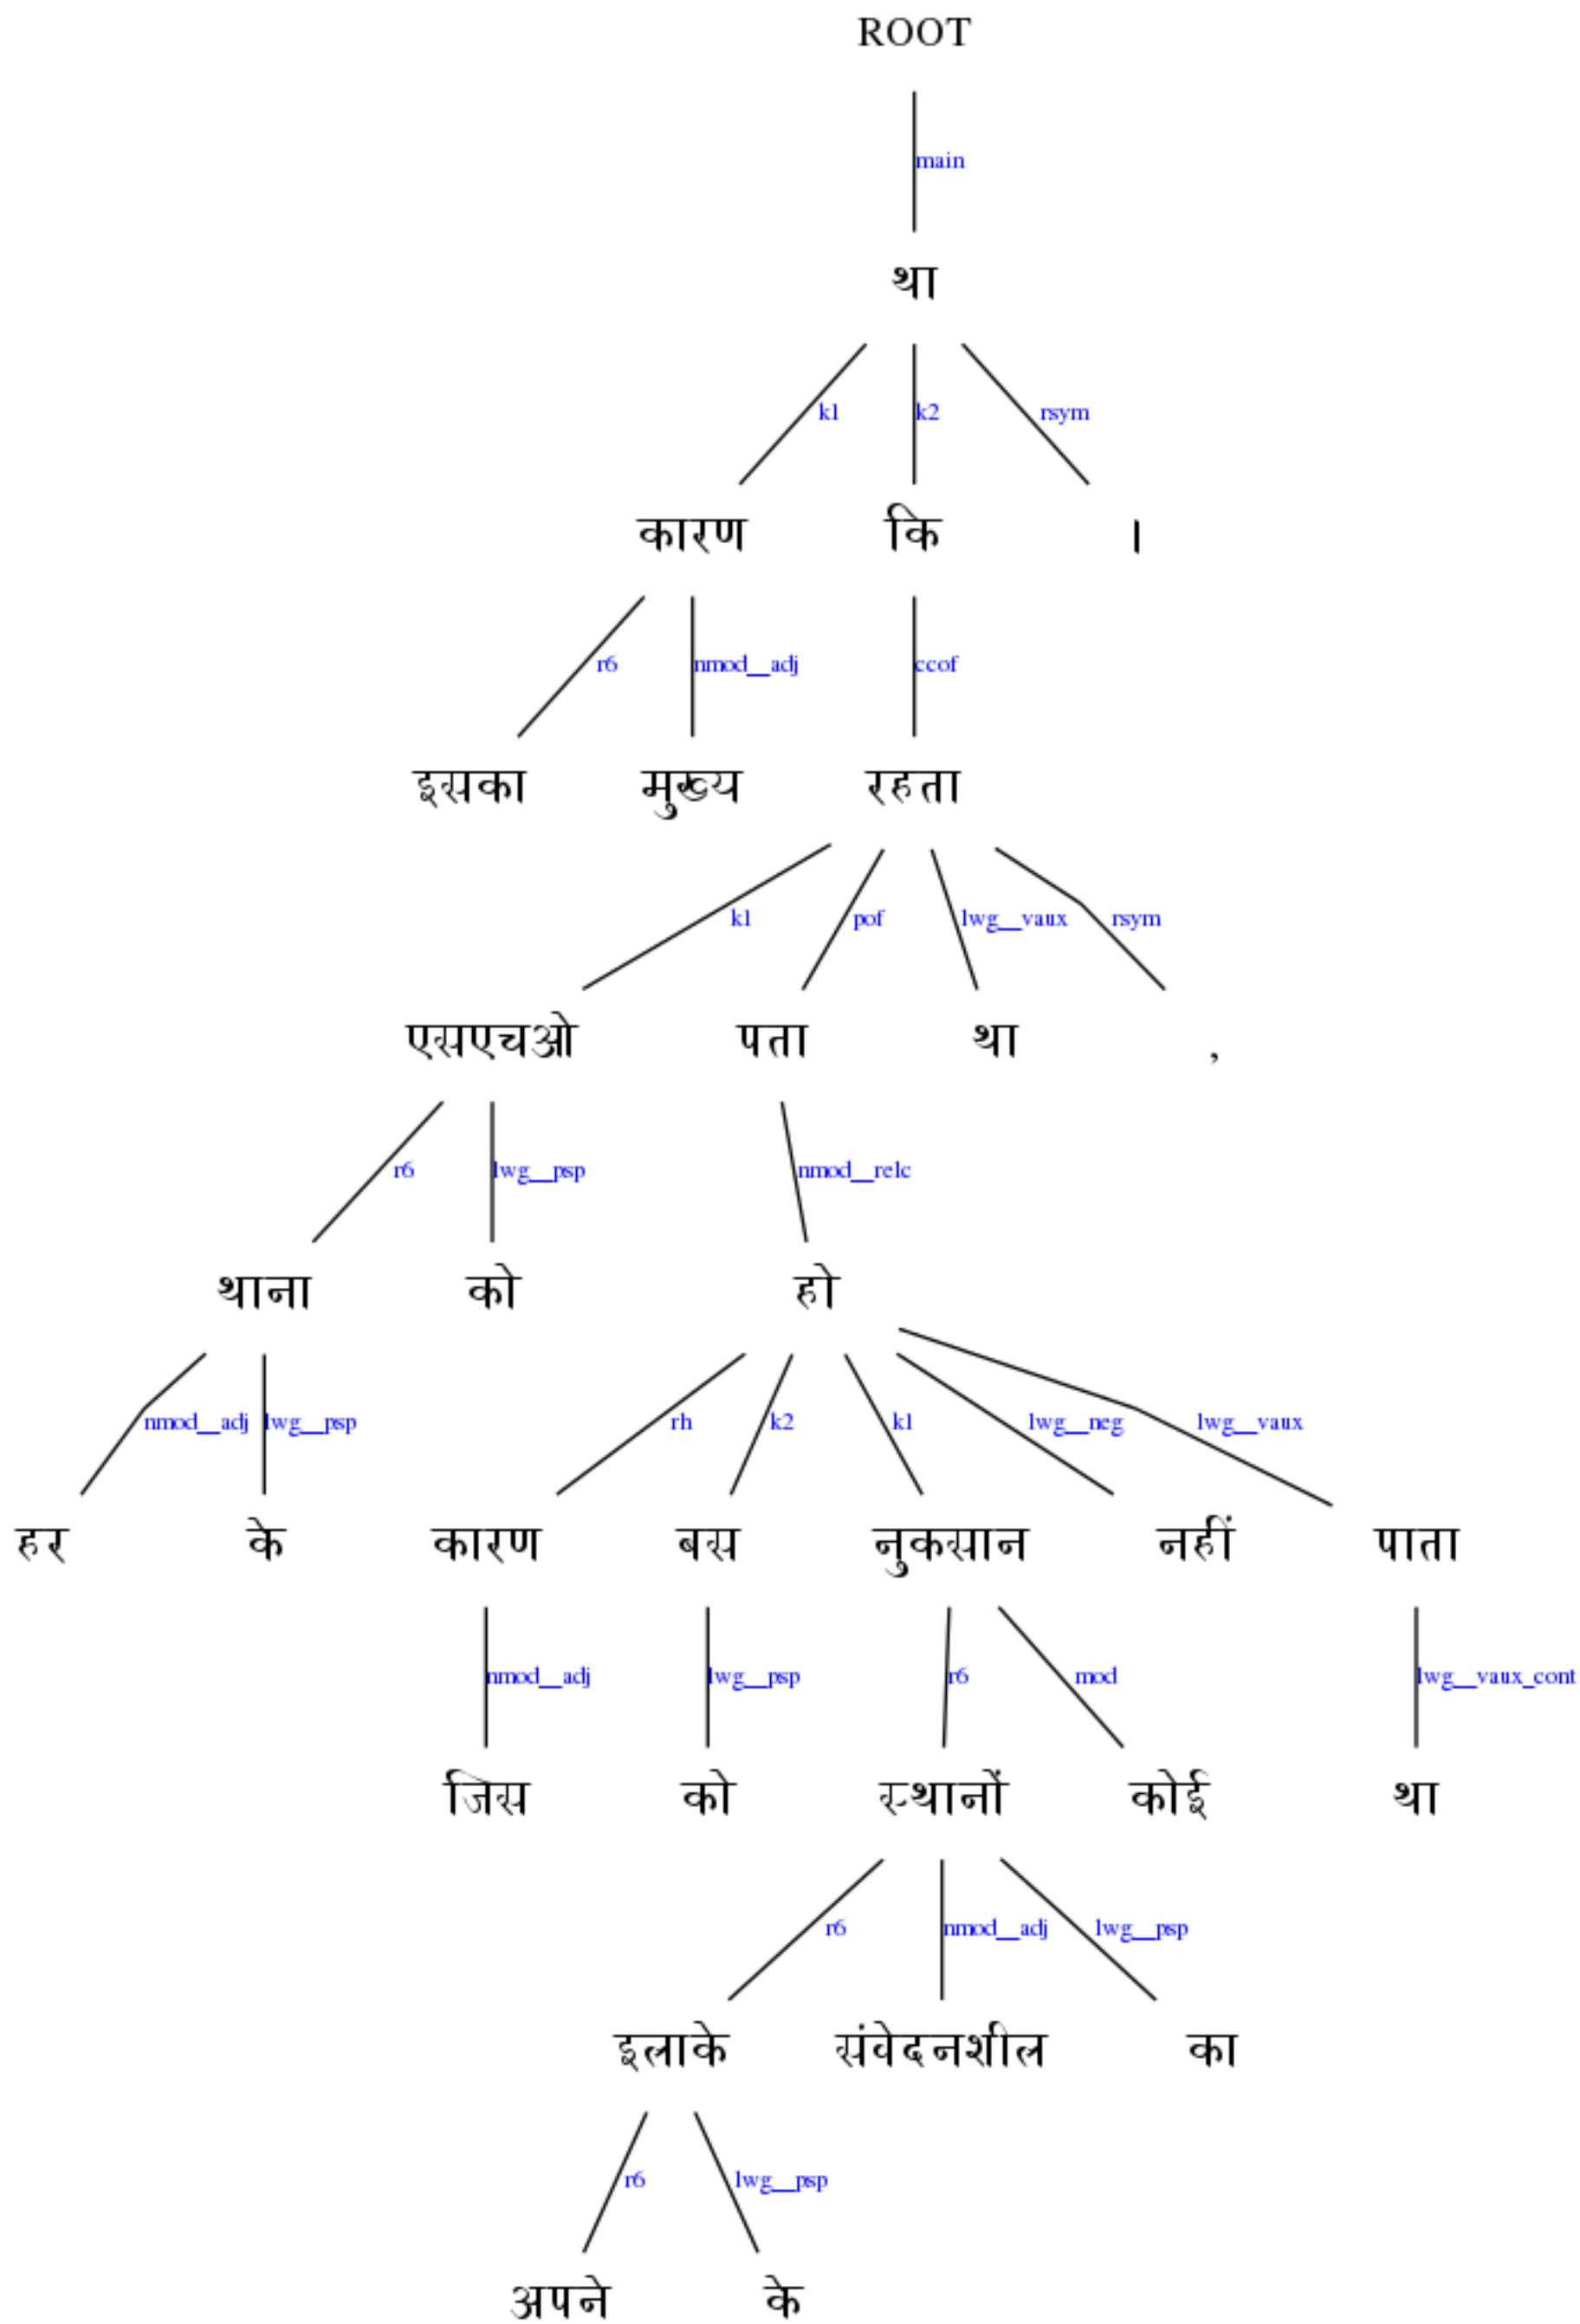 ROOT
main
था
k1 k2 rsym
कारण कि ।
r6 nmod__adj ccof
इसका मुख्य रहता
k1 pof lwg__vaux rsym
एसएचओ पता था ,
r6 lwg__psp nmod__relc
थाना को हो
nmod__adj lwg__psp rh k2 k1 lwg__neg lwg__vaux
हर के कारण बस नुकसान नहीं पाता
nmod__adj lwg__psp r6 mod lwg__vaux_cont
जिस को स्थानों कोई था
r6 nmod__adj lwg__psp
इलाके संवेदनशील का
r6 lwg__psp
अपने के